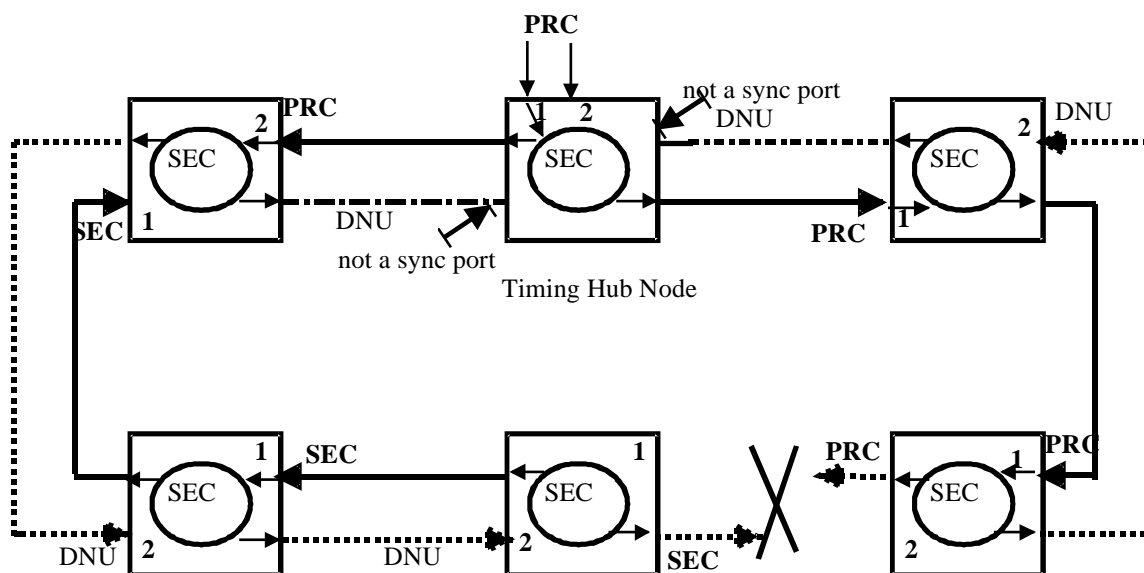 PRC
not a sync port
PRC 1 2 DNU DNU
2 2
SEC SEC SEC
1 DNU 1
SEC PRC
not a sync port
Timing Hub Node
1 SEC 1 PRC 1 PRC
SEC SEC SEC
2 2 2
DNU DNU SEC